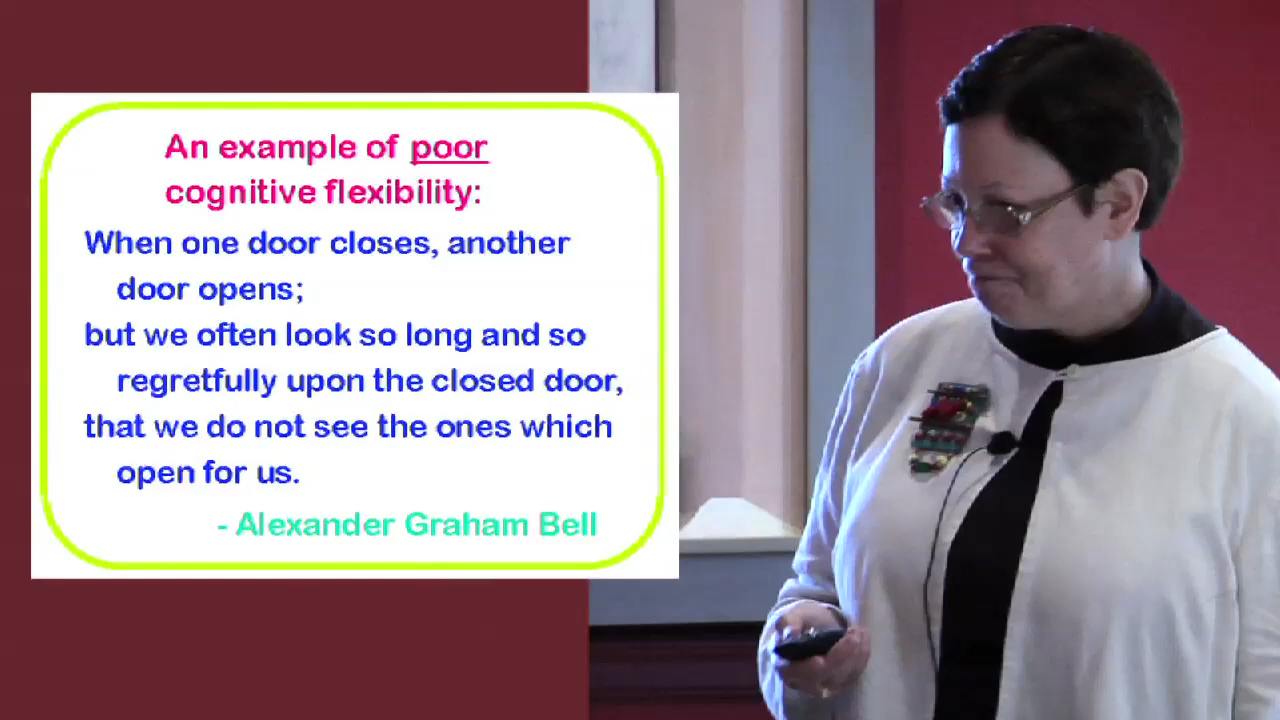 An example of poor
cognitive flexibility:
When one door closes, another
door opens;
but we often look so long and so
regretfully upon the closed door,
that we do not see the ones which
open for us.
- Alexander Graham Bell